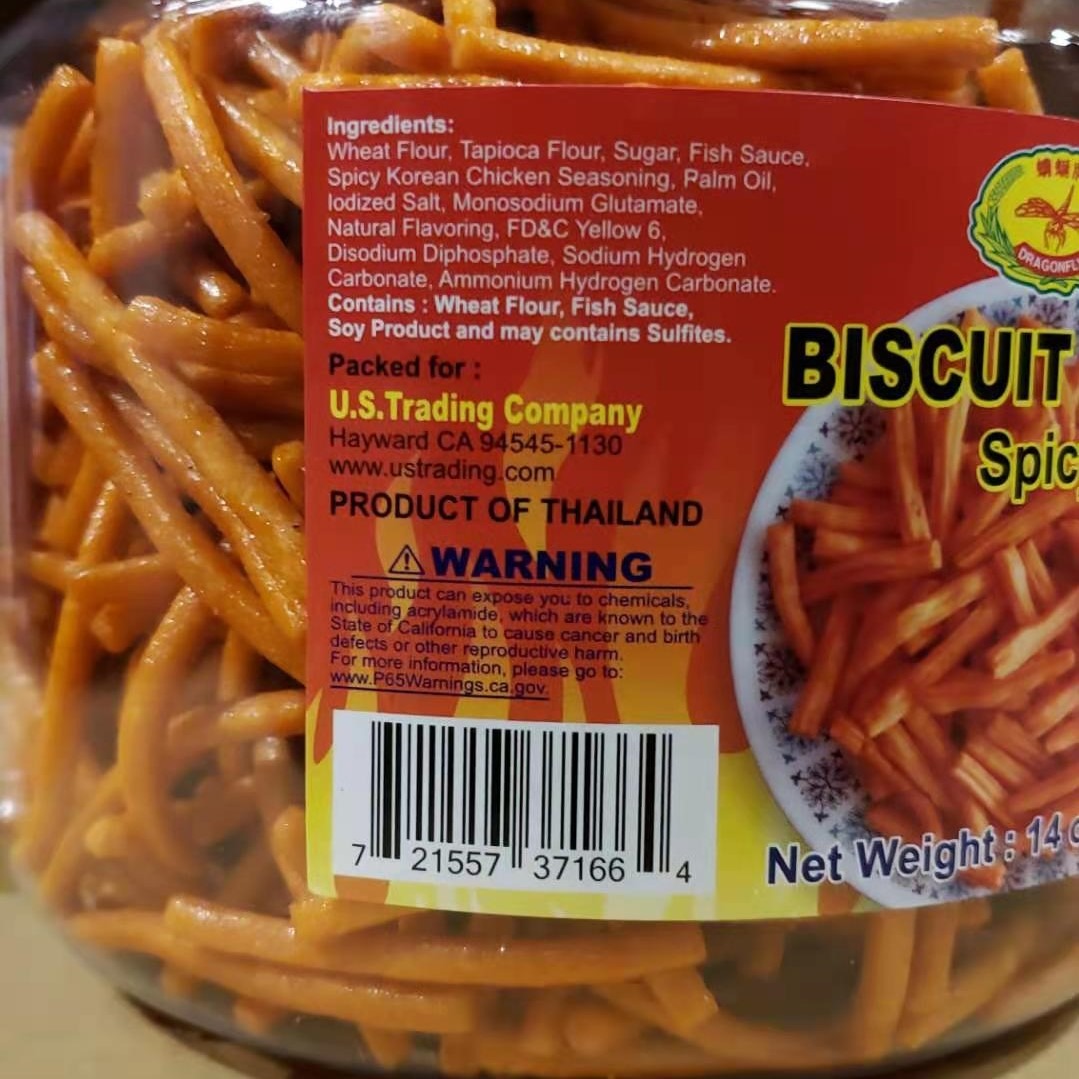 Ingredients:
Wheat Flour, Tapioca Flour, Sugar, Fish Sauce,
Spicy Korean Chicken Seasoning, Palm Oil,
Iodized Salt, Monosodium Glutamate,
Natural Flavoring, FD&C Yellow 6,
Disodium Diphosphate, Sodium Hydrogen
Carbonate, Ammonium Hydrogen Carbonate.
Contains : Wheat Flour, Fish Sauce,
Soy Product and may contains Sulfites.
Packed for :
U.S.Trading Company
Hayward CA 94545-1130
www.ustrading.com
PRODUCT OF THAILAND
WARNING
This product can expose you to chemicals,
including acrylamide, which are known to the
State of California to cause cancer and birth
defects or other reproductive harm.
For more information, please go to:
www.P65Warnings.ca.gov.
7 21557 37166 4
DRAGONFLY
BISCUIT
Spic
Net Weight : 14